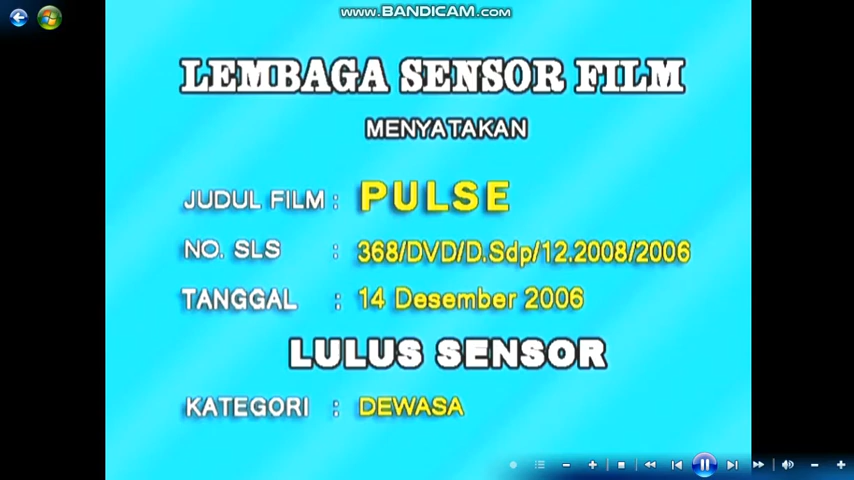 WWW.BANDICAM.COM
LEMBAGA SENSOR FILM
MENYATAKAN
JUDUL FILM : PULSE
NO. SLS : 368/DVD/D.Sdp/12.2008/2006
TANGGAL : 14 Desember 2006
LULUS SENSOR
KATEGORI : DEWASA